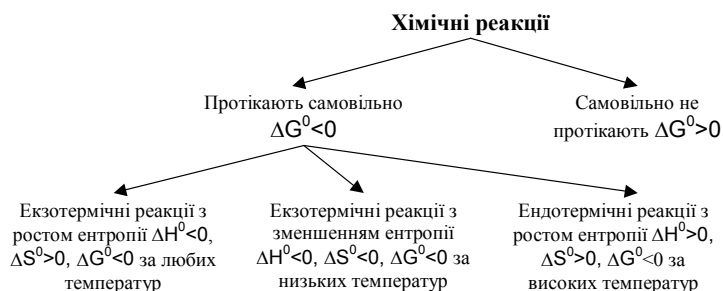 Хімічні реакції
Протікають самовільно
ΔG⁰<0
Самовільно не
протікають ΔG⁰>0
Екзотермічні реакції з
ростом ентропії ΔH⁰<0,
ΔS⁰>0, ΔG⁰<0 за любих
температур
Екзотермічні реакції з
зменшенням ентропії
ΔH⁰<0, ΔS⁰<0, ΔG⁰<0 за
низьких температур
Ендотермічні реакції з
ростом ентропії ΔH⁰>0,
ΔS⁰>0, ΔG⁰<0 за
високих температур